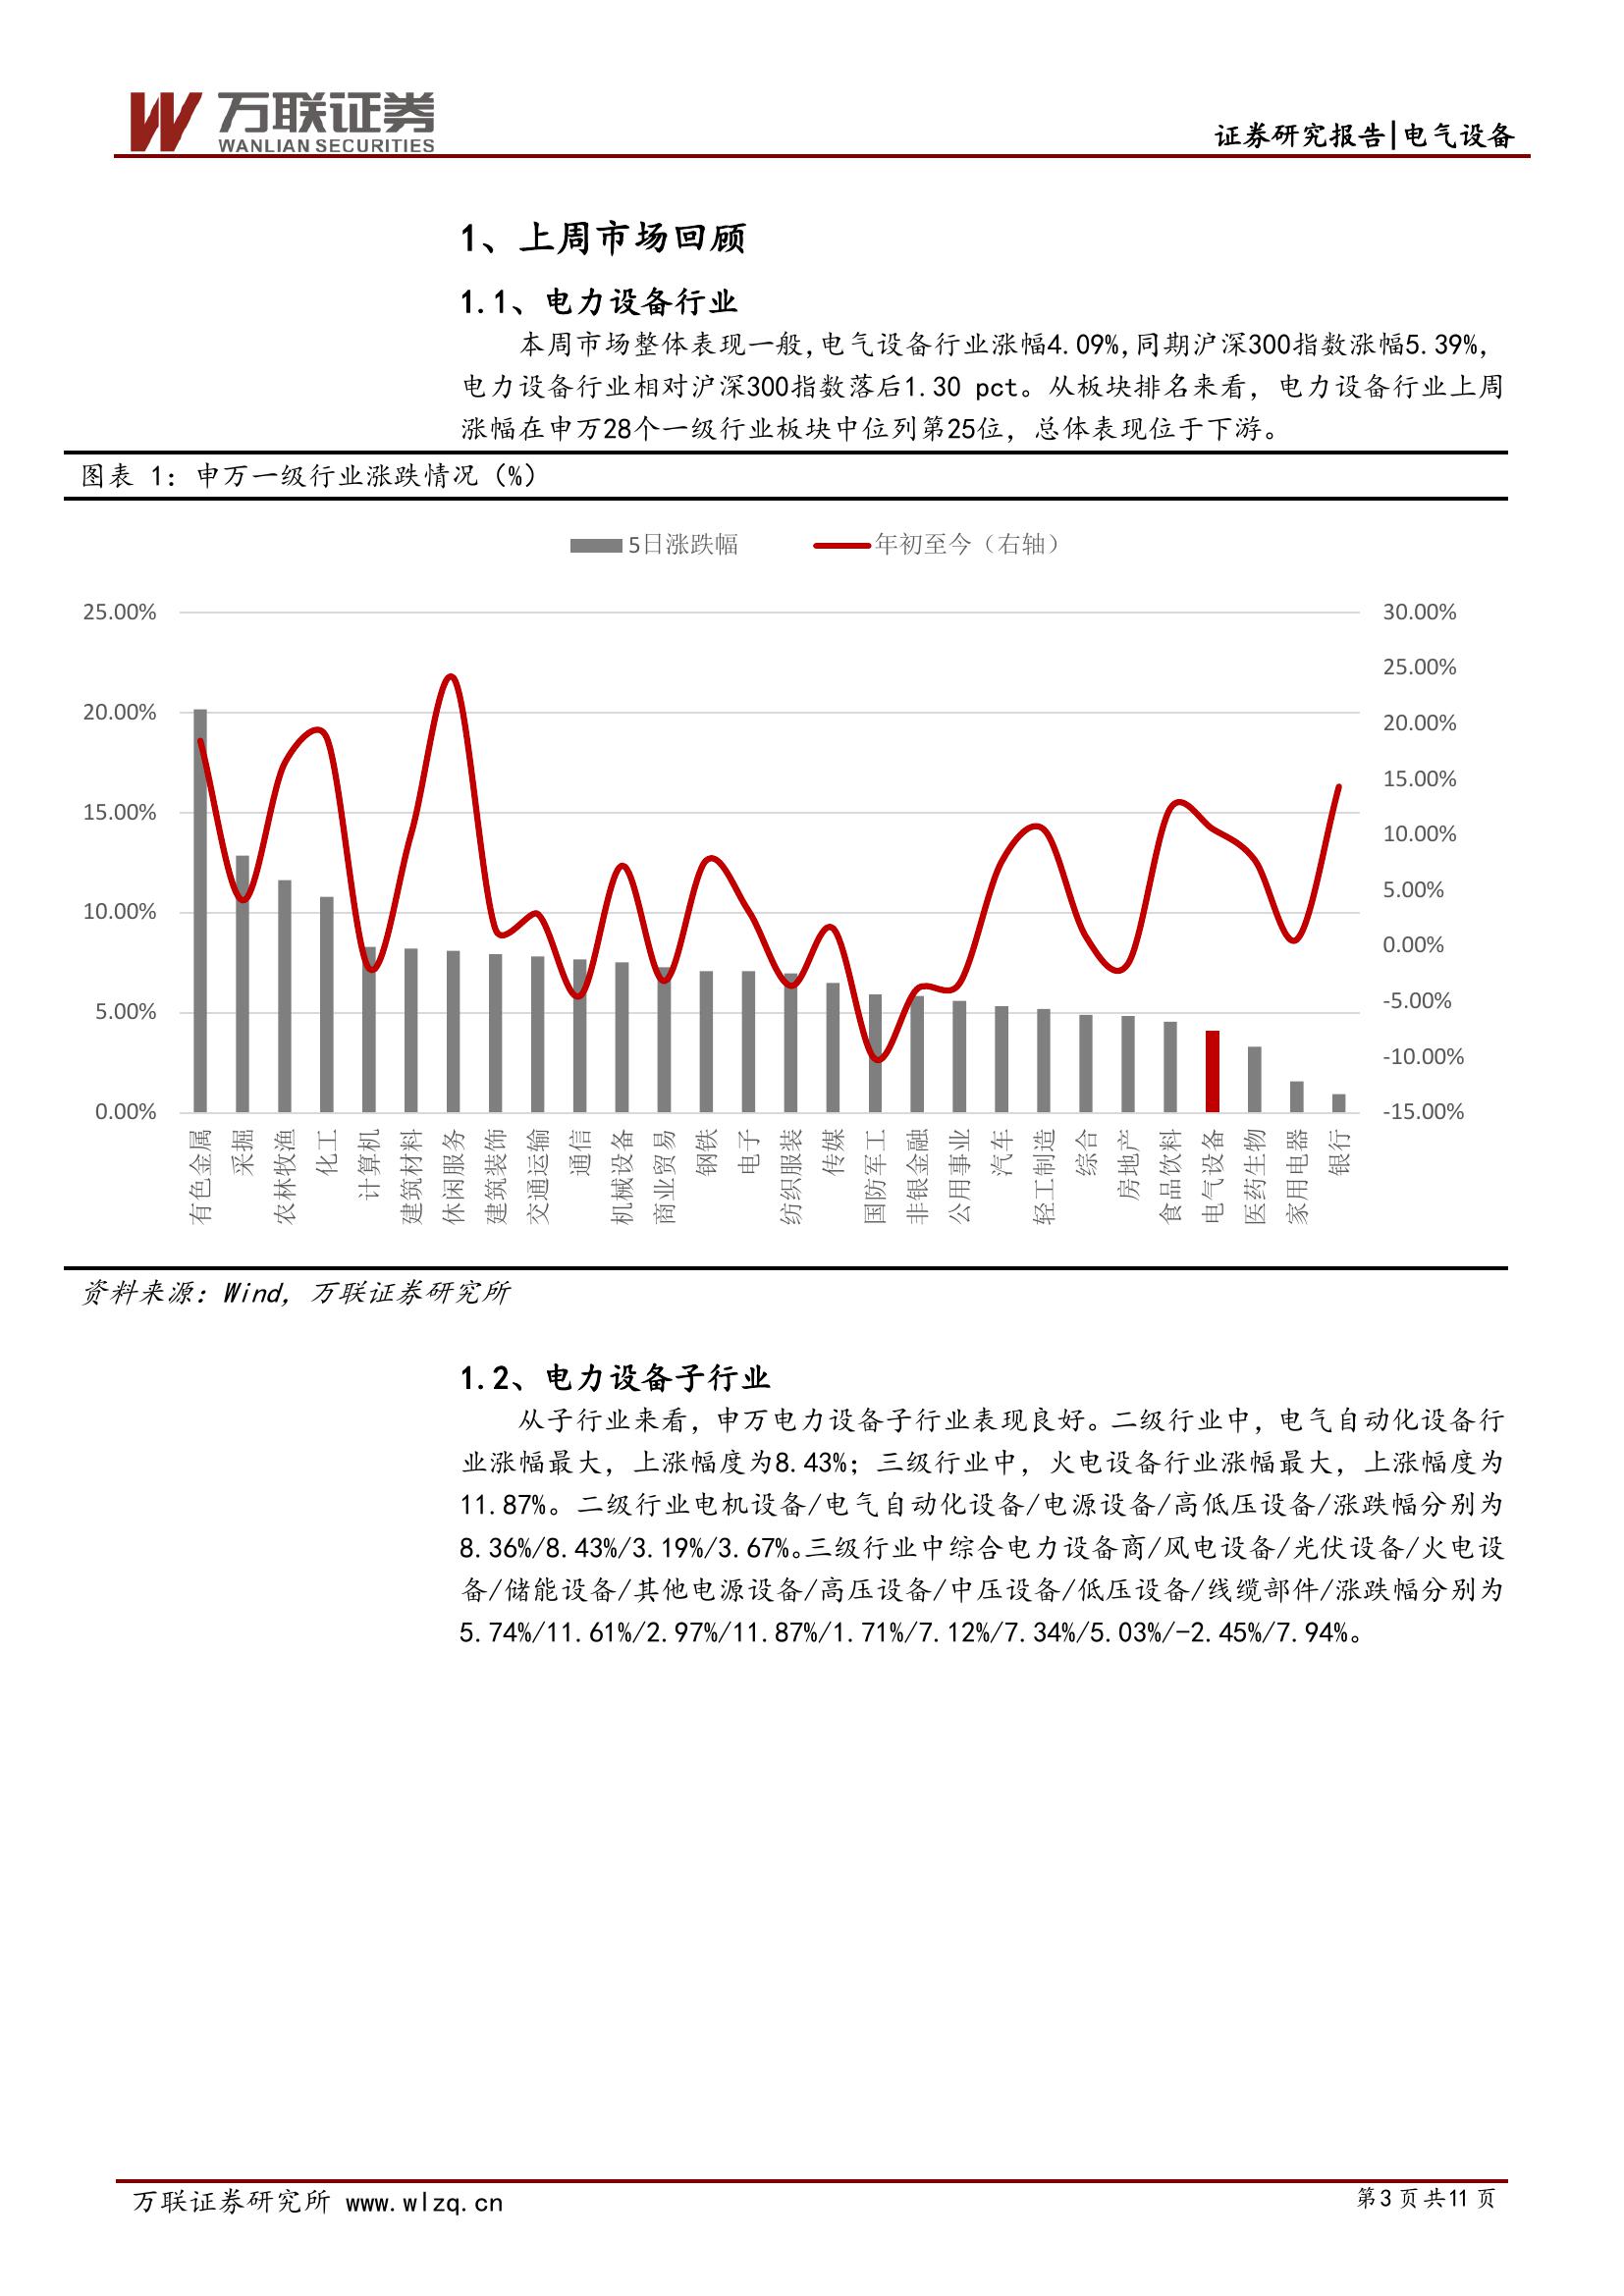 万联证券
WANLIAN SECURITIES
证券研究报告|电气设备
1、上周市场回顾
1.1、电力设备行业
本周市场整体表现一般,电气设备行业涨幅4.09%,同期沪深300指数涨幅5.39%,
电力设备行业相对沪深300指数落后1.30 pct。从板块排名来看，电力设备行业上周
涨幅在申万28个一级行业板块中位列第25位，总体表现位于下游。
图表 1：申万一级行业涨跌情况（%）
5日涨跌幅 年初至今（右轴）
25.00% 30.00%
25.00%
20.00% 20.00%
15.00% 15.00%
10.00%
10.00% 5.00%
0.00%
5.00% -5.00%
-10.00%
0.00% -15.00%
有色金属
采掘
农林牧渔
化工
计算机
建筑材料
休闲服务
建筑装饰
交通运输
通信
机械设备
商业贸易
钢铁
电子
纺织服装
传媒
国防军工
非银金融
公用事业
汽车
轻工制造
综合
房地产
食品饮料
电气设备
医药生物
家用电器
银行
资料来源：Wind, 万联证券研究所
1.2、电力设备子行业
从子行业来看，申万电力设备子行业表现良好。二级行业中，电气自动化设备行
业涨幅最大，上涨幅度为8.43%；三级行业中，火电设备行业涨幅最大，上涨幅度为
11.87%。二级行业电机设备/电气自动化设备/电源设备/高低压设备/涨跌幅分别为
8.36%/8.43%/3.19%/3.67%。三级行业中综合电力设备商/风电设备/光伏设备/火电设
备/储能设备/其他电源设备/高压设备/中压设备/低压设备/线缆部件/涨跌幅分别为
5.74%/11.61%/2.97%/11.87%/1.71%/7.12%/7.34%/5.03%/-2.45%/7.94%。
万联证券研究所 www.wlzq.cn
第3 页 共11 页